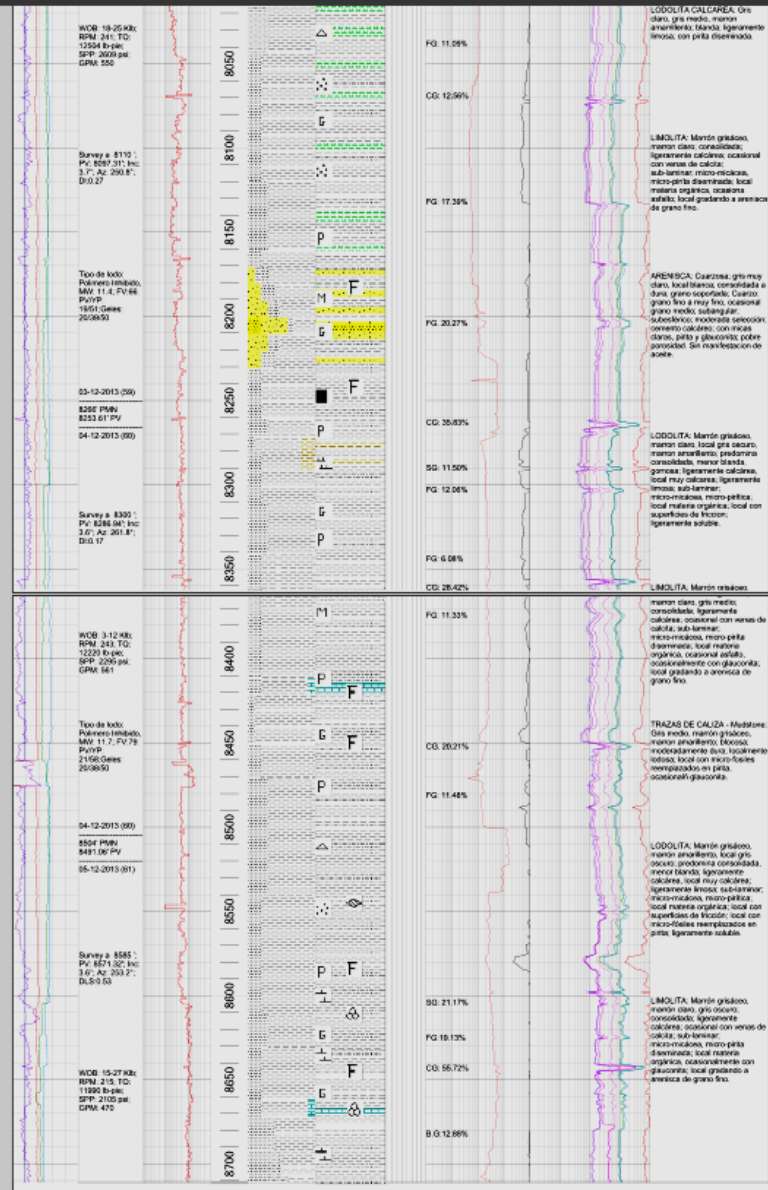 LODOLITA CALCAREA: Gris
claro, gris medio, marron
amarillento; blanda; ligeramente
limosa; con pirita diseminada.
WOB: 18-25 Klb;
RPM: 241; TQ:
12504 lb-pie;
SPP: 2609 psi;
GPM: 550
FG: 11.09%
8050
CG: 12.56%
G
8100
LIMOLITA: Marrón grisáceo,
marron claro; consolidada;
ligeramente calcárea; ocasional
con venas de calcita;
sub-laminar; micro-micácea,
micro-pirita diseminada; local
materia orgánica, ocasiona
asfalto, local gradando a arenisca
de grano fino.
Survey a 8110 ';
PV: 8097.31'; Inc:
3.7°; Az: 250.8°;
Dl:0.27
FG: 17.39%
8150
P
Tipo de lodo:
Polimero Inhibido,
MW: 11.4; FV:66
PV/YP
19/51;Geles:
20/39/50
F
M
G
8200
ARENISCA: Cuarzosa; gris muy
claro, local blanca; consolidada a
dura; grano-soportada; Cuarzo:
grano fino a muy fino, ocasional
grano medio; subangular;
subesférico; moderada selección;
cemento calcáreo; con micas
claras, pirita y glauconita; pobre
porosidad. Sin manifestacion de
aceite.
FG: 20.27%
03-12-2013 (59)
8266' PMN
8253.61' PV
04-12-2013 (60)
F
8250
P
CG: 35.83%
SG: 11.50%
FG: 12.06%
LODOLITA: Marrón grisáceo,
marron claro, local gris oscuro,
marron amarillento; predomina
consolidada, menor blanda,
gomosa; ligeramente calcárea,
local muy calcarea; ligeramente
limosa; sub-laminar;
micro-micácea, micro-pirítica;
local materia orgánica; local con
superficies de friccion;
ligeramente soluble.
8300
Survey a 8300 ';
PV: 8286.94'; Inc:
3.6°; Az: 261.8°;
Dl:0.17
G
P
FG: 6.08%
8350
CG: 28.42%
LIMOLITA: Marrón grisáceo,
marron claro, gris medio;
consolidada; ligeramente
calcárea; ocasional con venas de
calcita; sub-laminar;
micro-micácea, micro-pirita
diseminada; local materia
orgánica, ocasional asfalto,
ocasionalmente con glauconita;
local gradando a arenisca de
grano fino.
M
FG: 11.33%
WOB: 3-12 Klb;
RPM: 243; TQ:
12220 lb-pie;
SPP: 2295 psi;
GPM: 561
8400
P
F
Tipo de lodo:
Polimero Inhibido,
MW: 11.7; FV:79
PV/YP
21/58;Geles:
20/38/50
G
F
8450
CG: 20.21%
TRAZAS DE CALIZA - Mudstone:
Gris medio, marrón grisáceo,
marron amarillento; blocosa;
moderadamente dura; localmente
lodosa; local con micro-fosiles
reemplazados en pirita,
P
FG: 11.48%
04-12-2013 (60)
8504' PMN
8491.06' PV
05-12-2013 (61)
8500
LODOLITA: Marrón grisáceo,
marron amarillento, local gris
oscuro; predomina consolidada,
menor blanda; ligeramente
calcárea, local muy calcárea;
ligeramente limosa; sub-laminar;
micro-micácea, micro-pirítica;
local materia orgánica; local con
superficies de fricción; local con
micro-fósiles reemplazados en
pirita; ligeramente soluble.
8550
Survey a 8585 ';
PV: 8571.32'; Inc:
3.6°; Az: 253.2°;
DLS:0.53
P
F
8600
SG: 21.17%
G
FG: 19.13%
LIMOLITA: Marrón grisáceo,
marron claro, gris oscuro;
consolidada; ligeramente
calcárea; ocasional con venas de
calcita; sub-laminar;
micro-micácea, micro-pirita
diseminada; local materia
orgánica, ocasionalmente con
glauconita; local gradando a
arenisca de grano fino.
WOB: 15-27 Klb;
RPM: 215; TQ:
11990 lb-pie;
SPP: 2105 psi;
GPM: 470
F
8650
CG: 55.72%
G
B.G:12.88%
8700